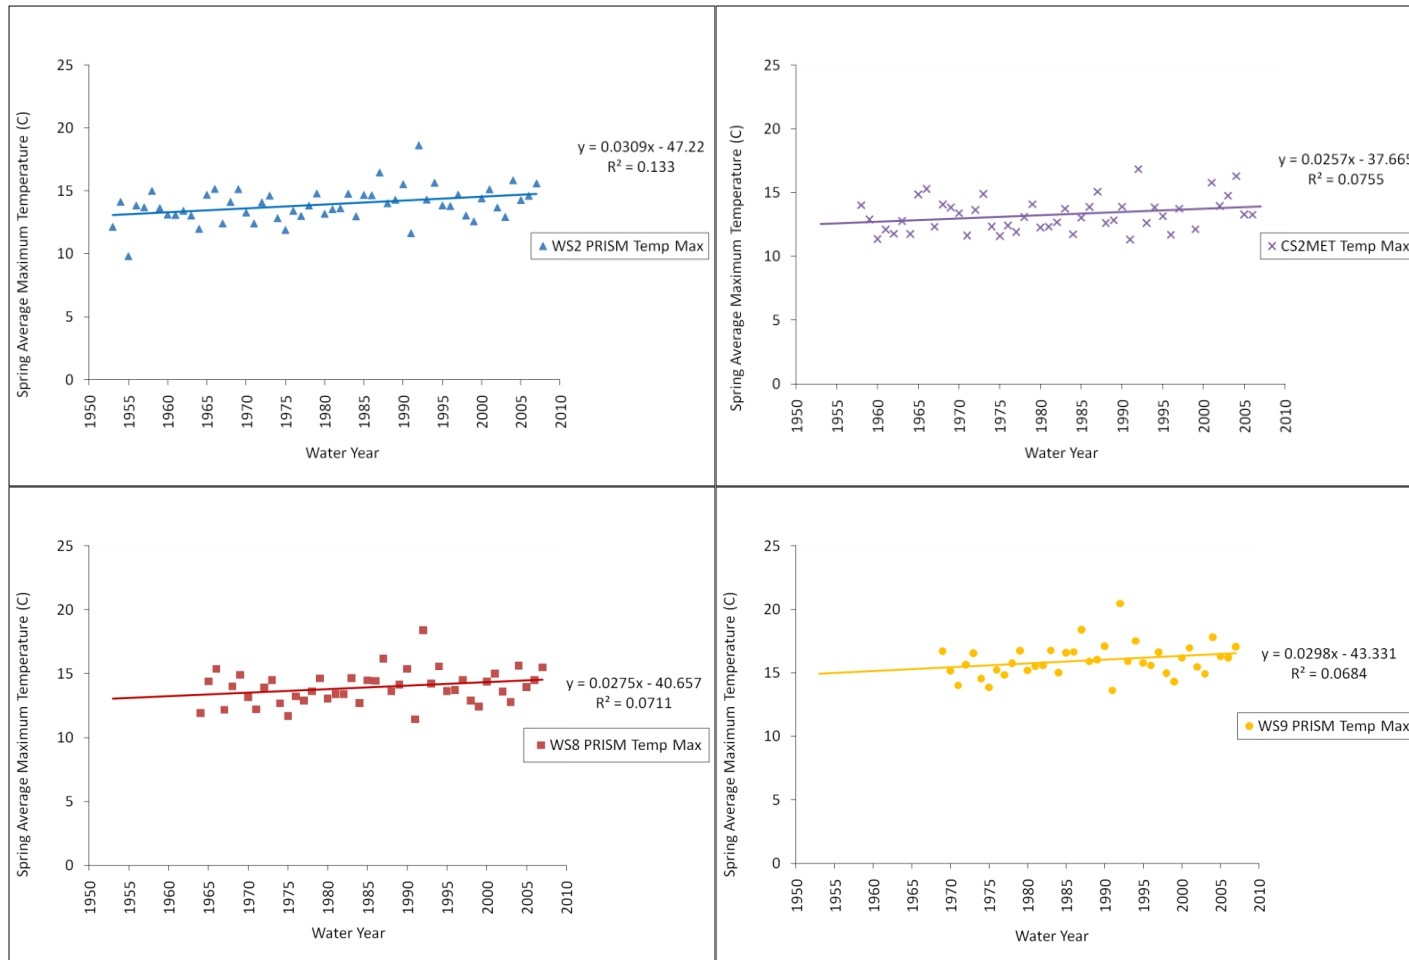 25
20
15
10
5
0
Spring Average Maximum Temperature (C)
y = 0.0309x - 47.22
R² = 0.133
WS2 PRISM Temp Max
1950 1955 1960 1965 1970 1975 1980 1985 1990 1995 2000 2005 2010
Water Year
25
20
15
10
5
0
Spring Average Maximum Temperature (C)
y = 0.0257x - 37.665
R² = 0.0755
CS2MET Temp Max
1950 1955 1960 1965 1970 1975 1980 1985 1990 1995 2000 2005 2010
Water Year
25
20
15
10
5
0
Spring Average Maximum Temperature (C)
y = 0.0275x - 40.657
R² = 0.0711
WS8 PRISM Temp Max
1950 1955 1960 1965 1970 1975 1980 1985 1990 1995 2000 2005 2010
Water Year
25
20
15
10
5
0
Spring Average Maximum Temperature (C)
y = 0.0298x - 43.331
R² = 0.0684
WS9 PRISM Temp Max
1950 1955 1960 1965 1970 1975 1980 1985 1990 1995 2000 2005 2010
Water Year